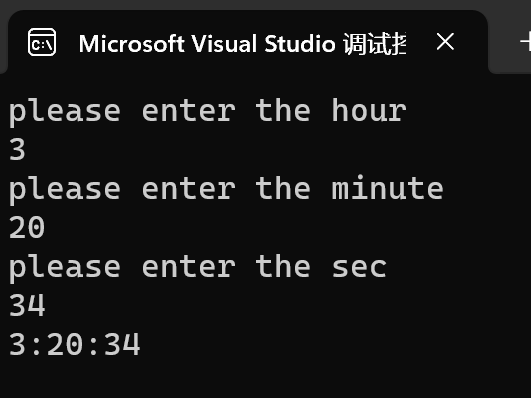 Microsoft Visual Studio 调试
please enter the hour
3
please enter the minute
20
please enter the sec
34
3:20:34